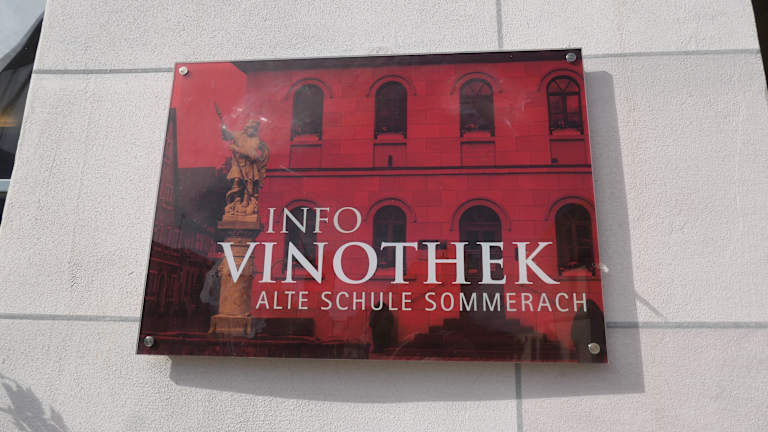 INFO
VINOTHEK
ALTE SCHULE SOMMERACH